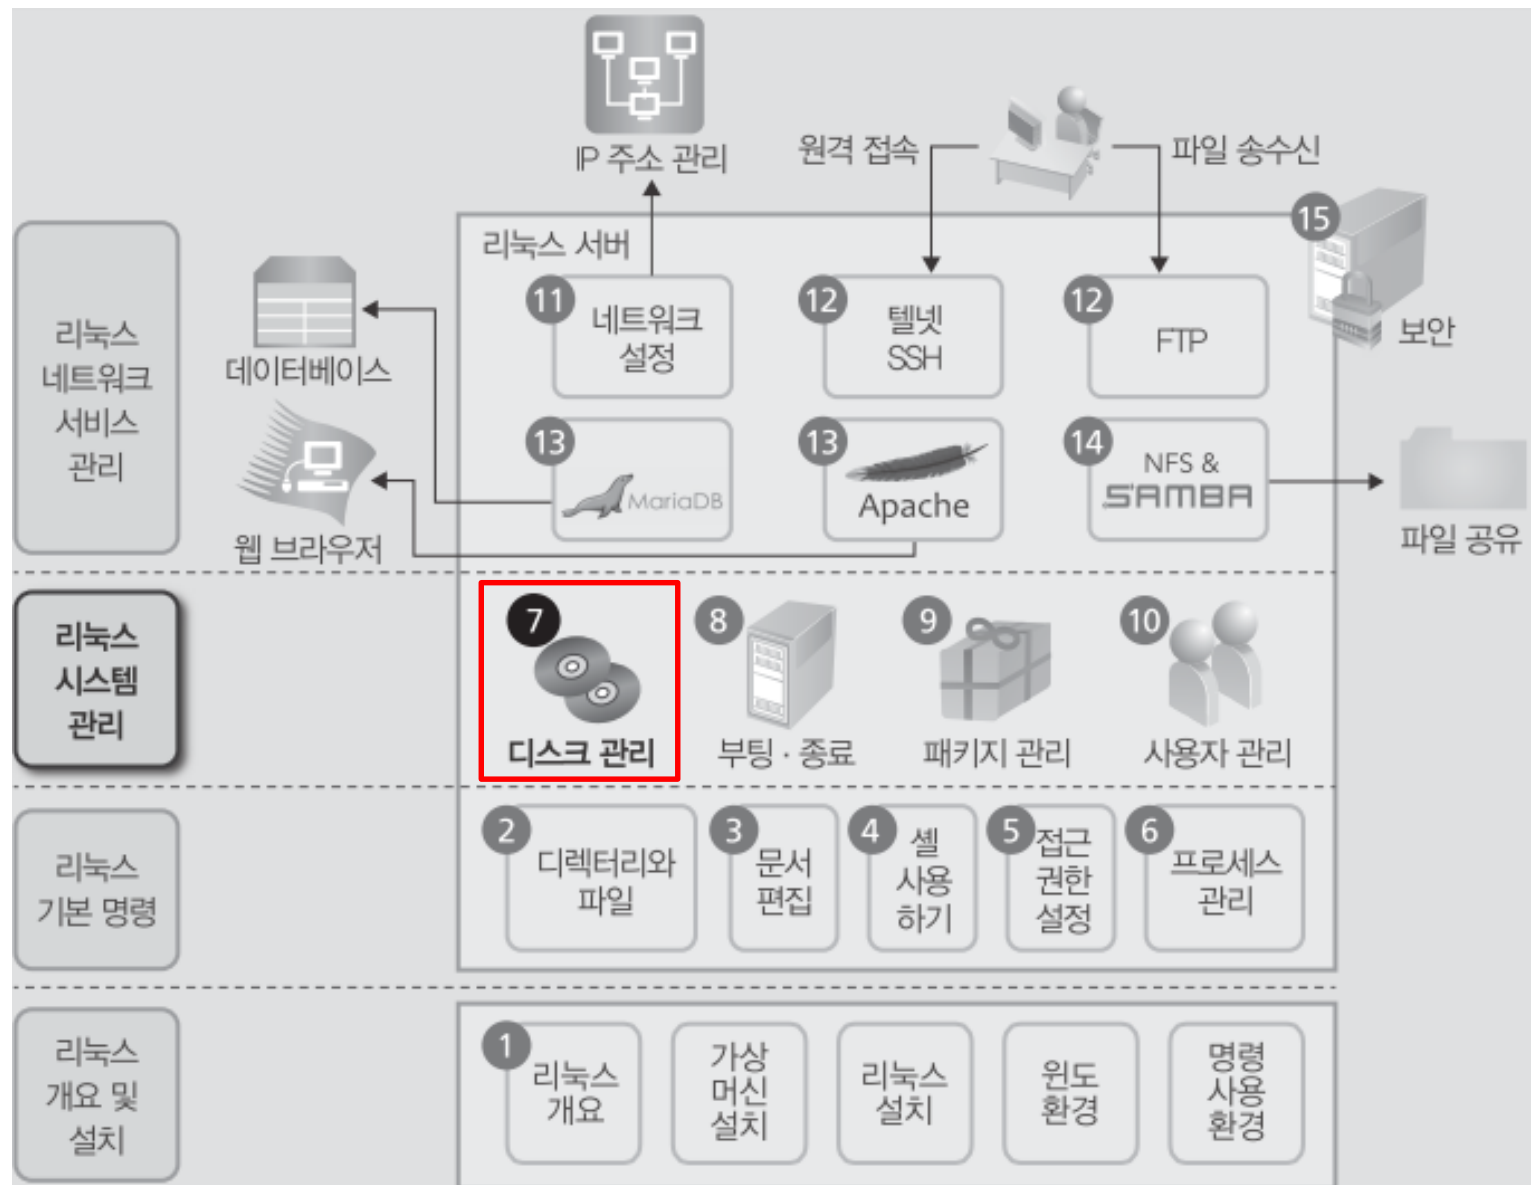 IP 주소 관리
원격 접속
파일 송수신
15
보안
리눅스
네트워크
서비스
관리
데이터베이스
웹 브라우저
리눅스 서버
11
네트워크
설정
12
텔넷
SSH
12
FTP
13
MariaDB
13
Apache
14
NFS &
SAMBA
파일 공유
리눅스
시스템
관리
7
디스크 관리
8
부팅 · 종료
9
패키지 관리
10
사용자 관리
리눅스
기본 명령
2
디렉터리와
파일
3
문서
편집
4
셸
사용
하기
5
접근
권한
설정
6
프로세스
관리
리눅스
개요 및
설치
1
리눅스
개요
가상
머신
설치
리눅스
설치
윈도
환경
명령
사용
환경